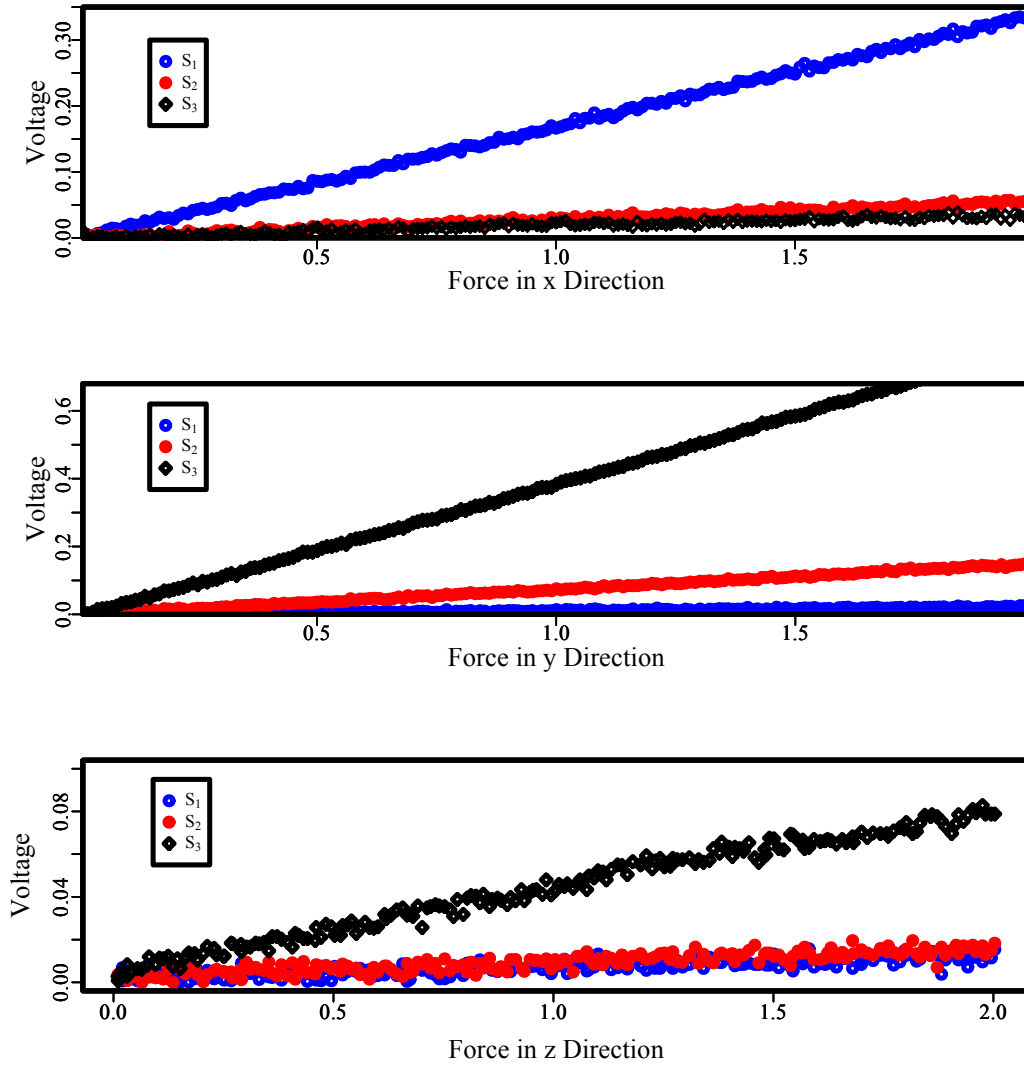 0.30
0.20
0.10
0.00
Voltage
S1
S2
S3
0.5 1.0 1.5
Force in x Direction
0.6
0.4
0.2
0.0
Voltage
S1
S2
S3
0.5 1.0 1.5
Force in y Direction
0.08
0.04
0.00
Voltage
S1
S2
S3
0.0 0.5 1.0 1.5 2.0
Force in z Direction